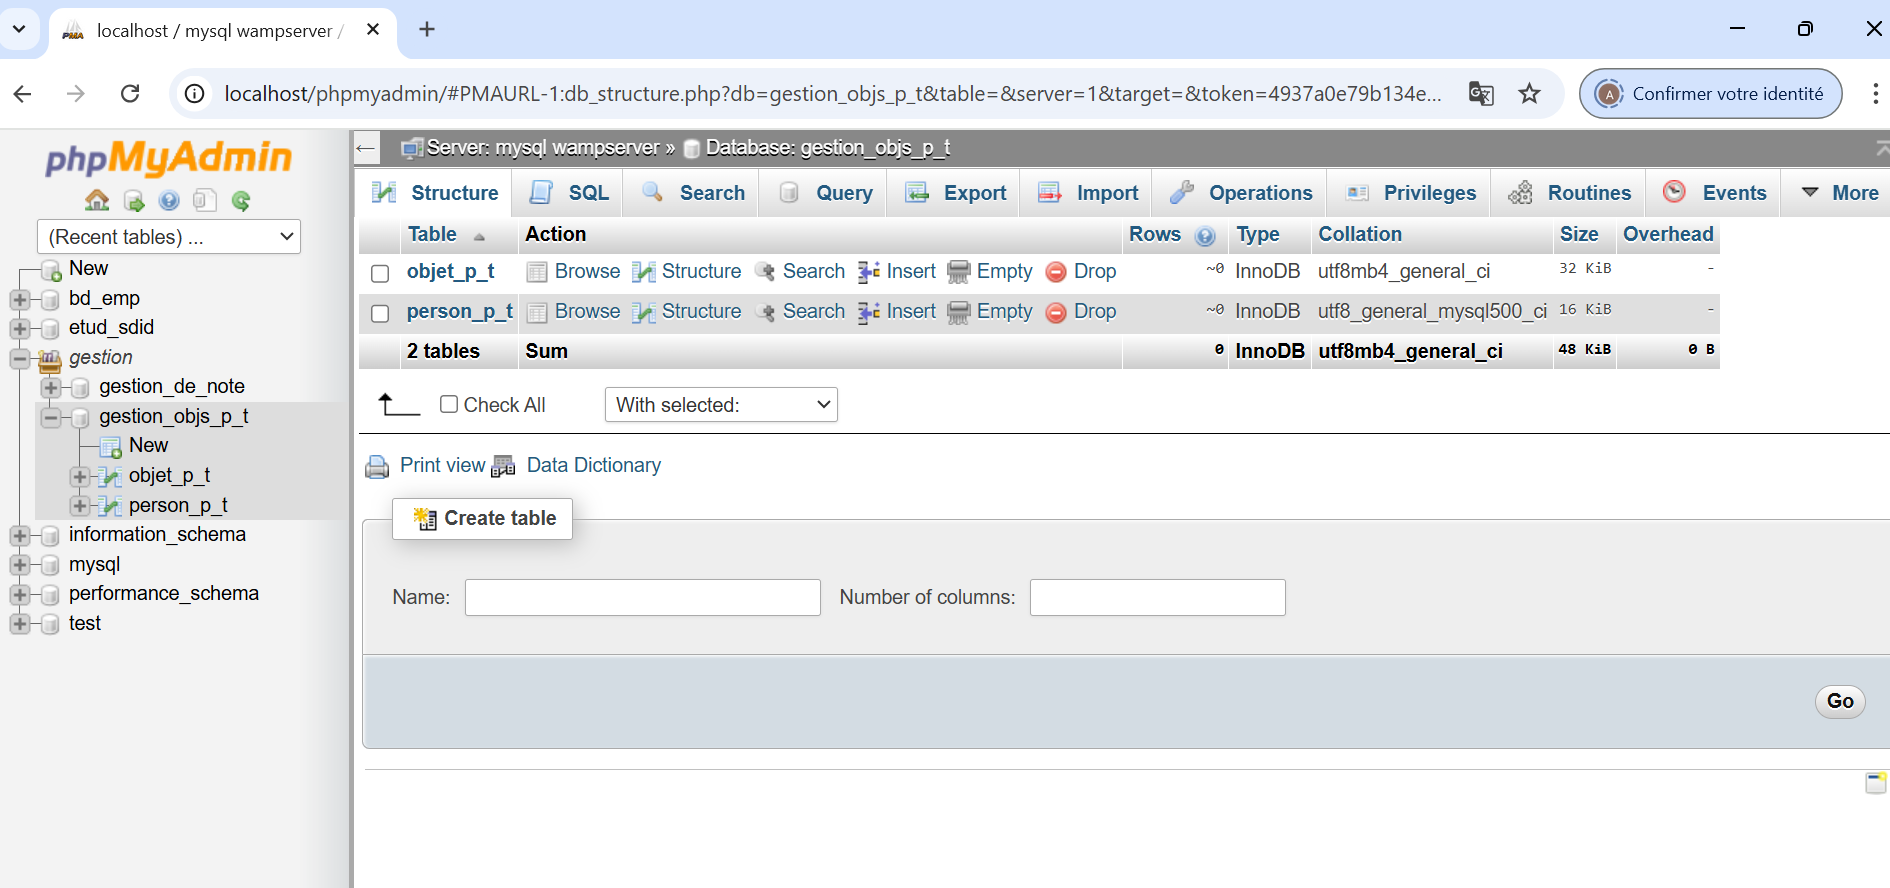 localhost / mysql wampserver /
localhost/phpmyadmin/#PMAURL-1:db_structure.php?db=gestion_objs_p_t&table=&server=1&target=&token=4937a0e79b134e...
A Confirmer votre identité
phpMyAdmin
(Recent tables) ...
New
bd_emp
etud_sdid
gestion
gestion_de_note
gestion_objs_p_t
New
objet_p_t
person_p_t
information_schema
mysql
performance_schema
test
Server: mysql wampserver » Database: gestion_objs_p_t
Structure SQL Search Query Export Import Operations Privileges Routines Events More
Table Action Rows Type Collation Size Overhead
objet_p_t Browse Structure Search Insert Empty Drop ~0 InnoDB utf8mb4_general_ci 32 KiB -
person_p_t Browse Structure Search Insert Empty Drop ~0 InnoDB utf8_general_mysql500_ci 16 KiB -
2 tables Sum 0 InnoDB utf8mb4_general_ci 48 KiB 0 B
Check All With selected:
Print view Data Dictionary
Create table
Name: Number of columns:
Go